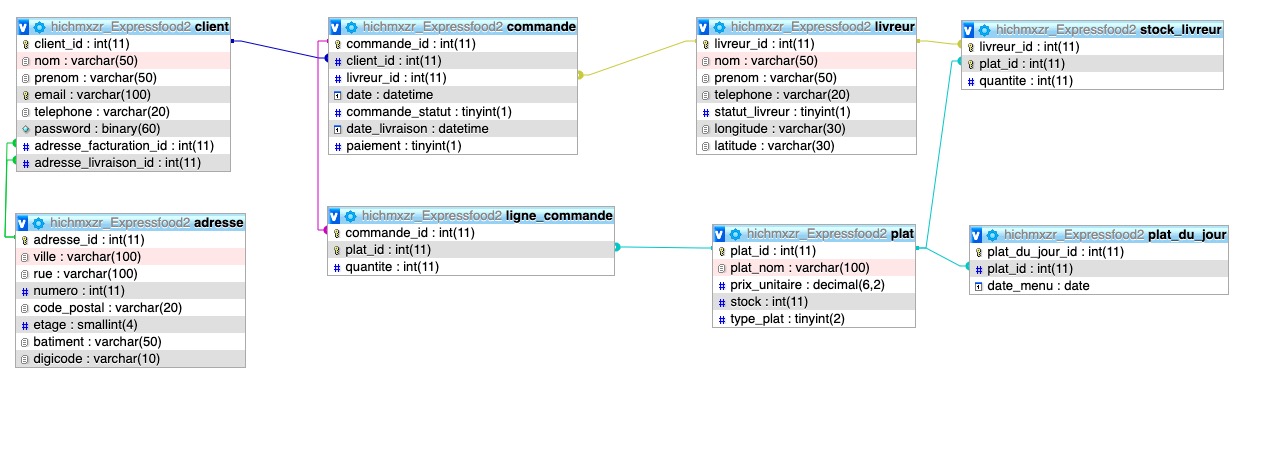 hichmxzr_Expressfood2 client
client_id : int(11)
nom : varchar(50)
prenom : varchar(50)
email : varchar(100)
telephone : varchar(20)
password : binary(60)
adresse_facturation_id : int(11)
adresse_livraison_id : int(11)
hichmxzr_Expressfood2 commande
commande_id : int(11)
client_id : int(11)
livreur_id : int(11)
date : datetime
commande_statut : tinyint(1)
date_livraison : datetime
paiement : tinyint(1)
hichmxzr_Expressfood2 livreur
livreur_id : int(11)
nom : varchar(50)
prenom : varchar(50)
telephone : varchar(20)
statut_livreur : tinyint(1)
longitude : varchar(30)
latitude : varchar(30)
hichmxzr_Expressfood2 stock_livreur
livreur_id : int(11)
plat_id : int(11)
quantite : int(11)
hichmxzr_Expressfood2 adresse
adresse_id : int(11)
ville : varchar(100)
rue : varchar(100)
numero : int(11)
code_postal : varchar(20)
etage : smallint(4)
batiment : varchar(50)
digicode : varchar(10)
hichmxzr_Expressfood2 ligne_commande
commande_id : int(11)
plat_id : int(11)
quantite : int(11)
hichmxzr_Expressfood2 plat
plat_id : int(11)
plat_nom : varchar(100)
prix_unitaire : decimal(6,2)
stock : int(11)
type_plat : tinyint(2)
hichmxzr_Expressfood2 plat_du_jour
plat_du_jour_id : int(11)
plat_id : int(11)
date_menu : date